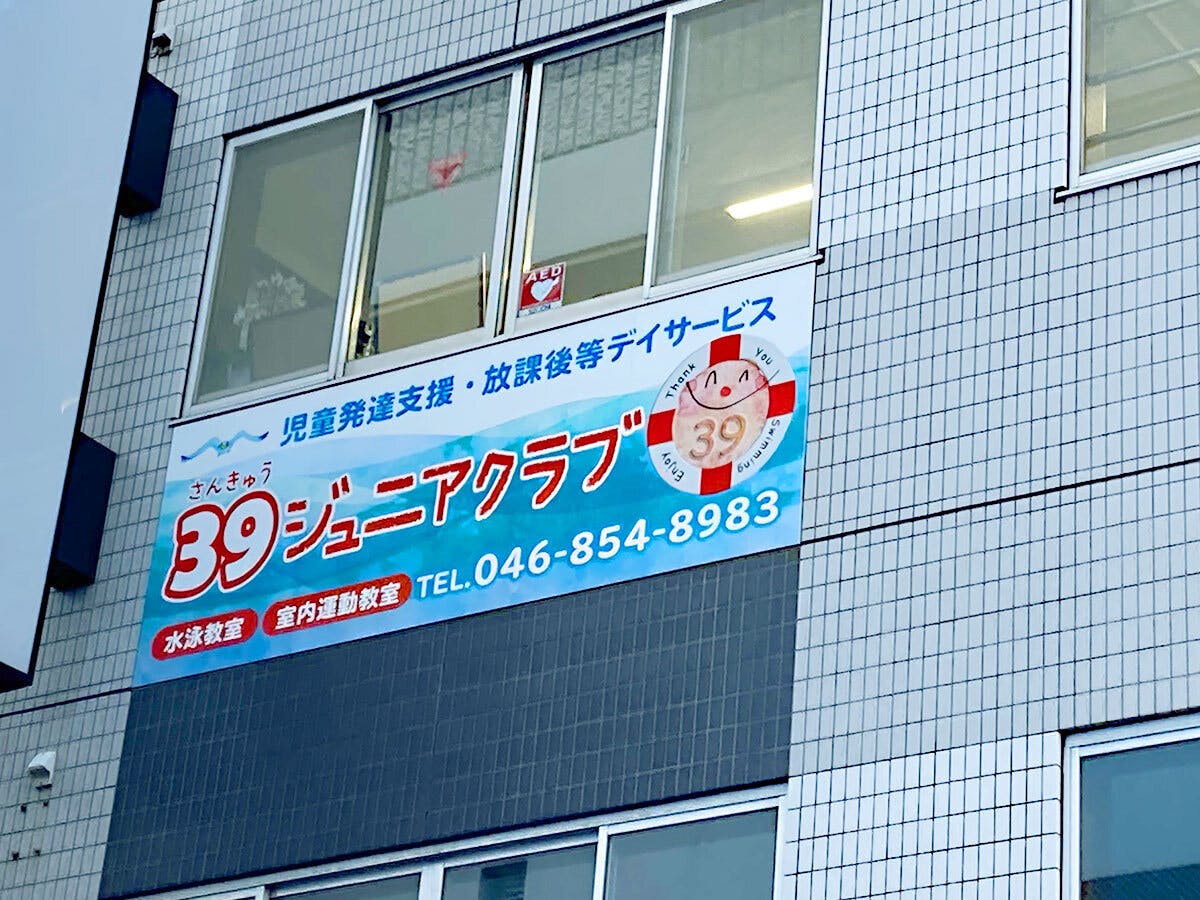 AED
児童発達支援・放課後等デイサービス
さんきゅう
39ジュニアクラブ
Thank You
39
Enjoy Swimming
水泳教室
室内運動教室
TEL.046-854-8983